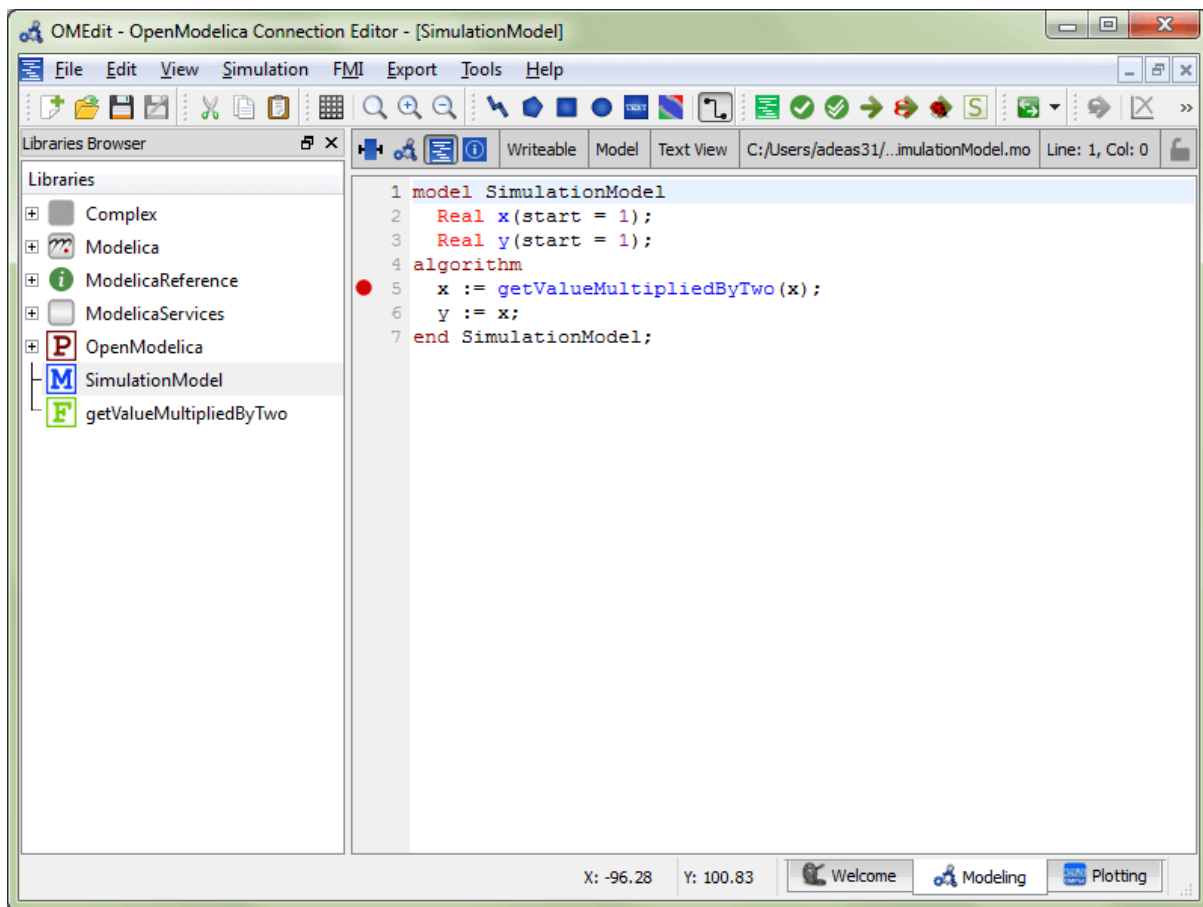 OMEdit - OpenModelica Connection Editor - [SimulationModel]
File Edit View Simulation FMI Export Tools Help
TEXT S »
Libraries Browser
Writeable Model Text View C:/Users/adeas31/...imulationModel.mo Line: 1, Col: 0
Libraries
Complex
Modelica
ModelicaReference
ModelicaServices
P OpenModelica
M SimulationModel
F getValueMultipliedByTwo
1 model SimulationModel
2 Real x(start = 1);
3 Real y(start = 1);
4 algorithm
5 x := getValueMultipliedByTwo(x);
6 y := x;
7 end SimulationModel;
X: -96.28 Y: 100.83 Welcome Modeling Plotting